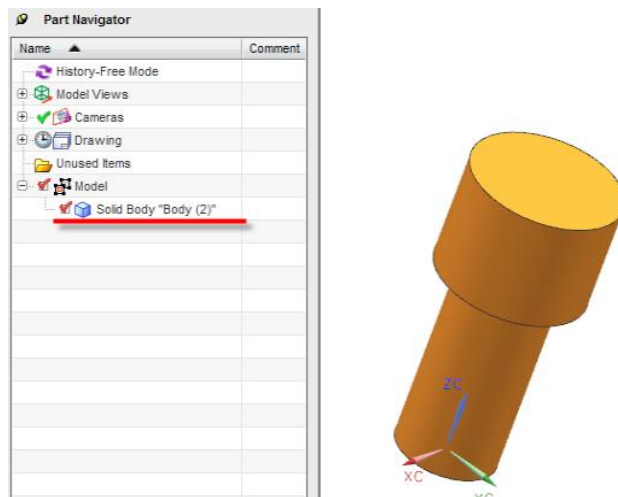 Part Navigator
Name Comment
History-Free Mode
Model Views
Cameras
Drawing
Unused Items
Model
Solid Body "Body (2)"
ZC
XC
YC